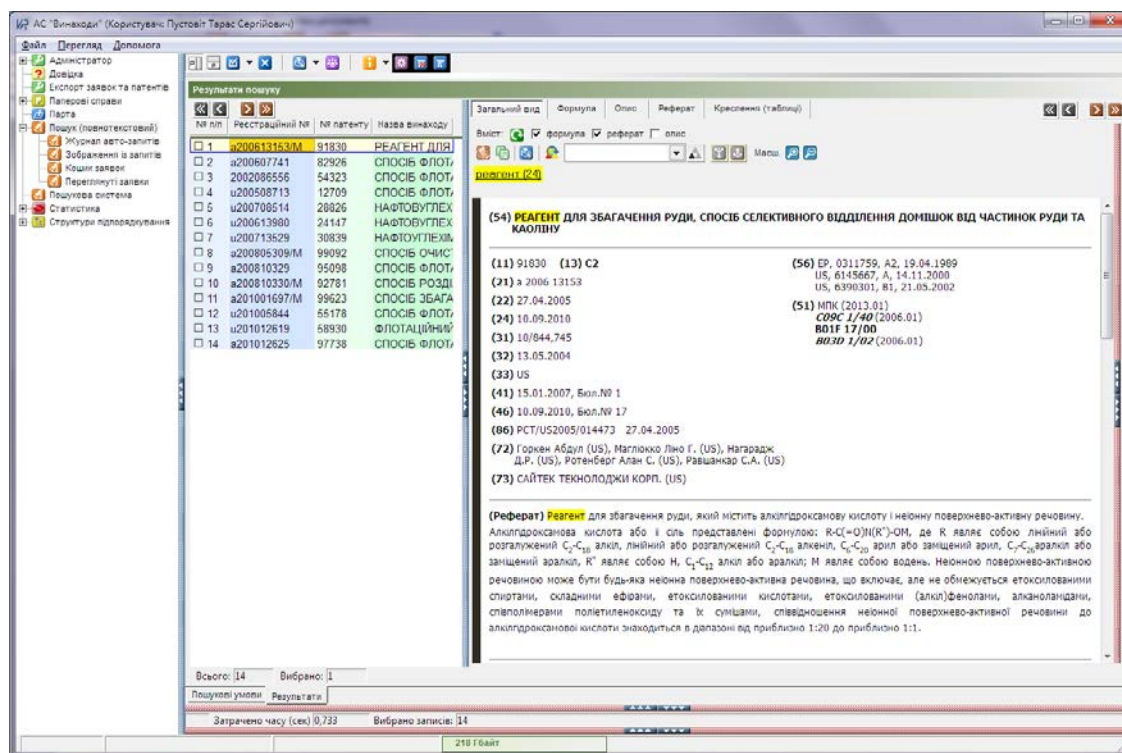 АС "Винаходи" (Користувач: Пустовіт Тарас Сергійович)
Файл Перегляд Допомога
Адміністратор
Довідка
Експорт заявок та патентів
Паперові справи
Парта
Пошук (повнотекстовий)
Журнал авто-запитів
Зображення із запитів
Кошик заявок
Переглянуті заявки
Пошукова система
Статистика
Структури підпорядкування
Результати пошуку
№ п/п Реєстраційний № № патенту Назва винаходу
1 a200613153/M 91830 РЕАГЕНТ ДЛЯ
2 a200607741 82926 СПОСІБ ФЛОТА
3 2002086556 54323 СПОСІБ ФЛОТА
4 u200508713 12709 СПОСІБ ФЛОТА
5 u200708514 28826 НАФТОВУГЛЕХ
6 u200613980 24147 НАФТОВУГЛЕХ
7 u200713529 30839 НАФТОУГЛЕХІМ
8 a200805309/M 99092 СПОСІБ ОЧИСТ
9 a200810329 95098 СПОСІБ ФЛОТА
10 a200810330/M 92781 СПОСІБ РОЗДІ
11 a201001697/M 99623 СПОСІБ ЗБАГА
12 u201005844 55178 СПОСІБ ФЛОТА
13 u201012619 58930 ФЛОТАЦІЙНИЙ
14 a201012625 97738 СПОСІБ ФЛОТА
Загальний вид Формула Опис Реферат Креслення (таблиці)
Вміст: формула реферат опис
Масш.
реагент (24)
(54) РЕАГЕНТ ДЛЯ ЗБАГАЧЕННЯ РУДИ, СПОСІБ СЕЛЕКТИВНОГО ВІДДІЛЕННЯ ДОМІШОК ВІД ЧАСТИНОК РУДИ ТА
КАОЛІНУ
(11) 91830 (13) C2
(21) a 2006 13153
(22) 27.04.2005
(24) 10.09.2010
(31) 10/844,745
(32) 13.05.2004
(33) US
(41) 15.01.2007, Бюл.№ 1
(46) 10.09.2010, Бюл.№ 17
(86) PCT/US2005/014473 27.04.2005
(72) Горкен Абдул (US), Маглюкко Ліно Г. (US), Нагарадж
Д.Р. (US), Ротенберг Алан С. (US), Равшанкар С.А. (US)
(73) САЙТЕК ТЕКНОЛОДЖИ КОРП. (US)
(56) EP, 0311759, A2, 19.04.1989
US, 6145667, A, 14.11.2000
US, 6390301, B1, 21.05.2002
(51) МПК (2013.01)
C09C 1/40 (2006.01)
B01F 17/00
B03D 1/02 (2006.01)
(Реферат) Реагент для збагачення руди, який містить алкілгідроксамову кислоту і неіонну поверхнево-активну речовину.
Алкілгідроксамова кислота або її сіль представлені формулою: R-C(=O)N(R")-OM, де R являє собою лінійний або
розгалужений C2-C18 алкіл, лінійний або розгалужений C2-C18 алкеніл, C6-C20 арил або заміщений арил, C7-C26аралкіл або
заміщений аралкіл, R" являє собою H, C1-C12 алкіл або аралкіл; M являє собою водень. Неіонною поверхнево-активною
речовиною може бути будь-яка неіонна поверхнево-активна речовина, що включає, але не обмежується етоксилованими
спиртами, складними ефірами, етоксилованими кислотами, етоксилованими (алкіл)фенолами, алканоламідами,
співполімерами поліетиленоксиду та їх сумішами, співвідношення неіонної поверхнево-активної речовини до
алкілгідроксамової кислоти знаходиться в діапазоні від приблизно 1:20 до приблизно 1:1.
Всього: 14 Вибрано: 1
Пошукові умови Результати
Затрачено часу (сек) 0,733 Вибрано записів: 14
218 Гбайт